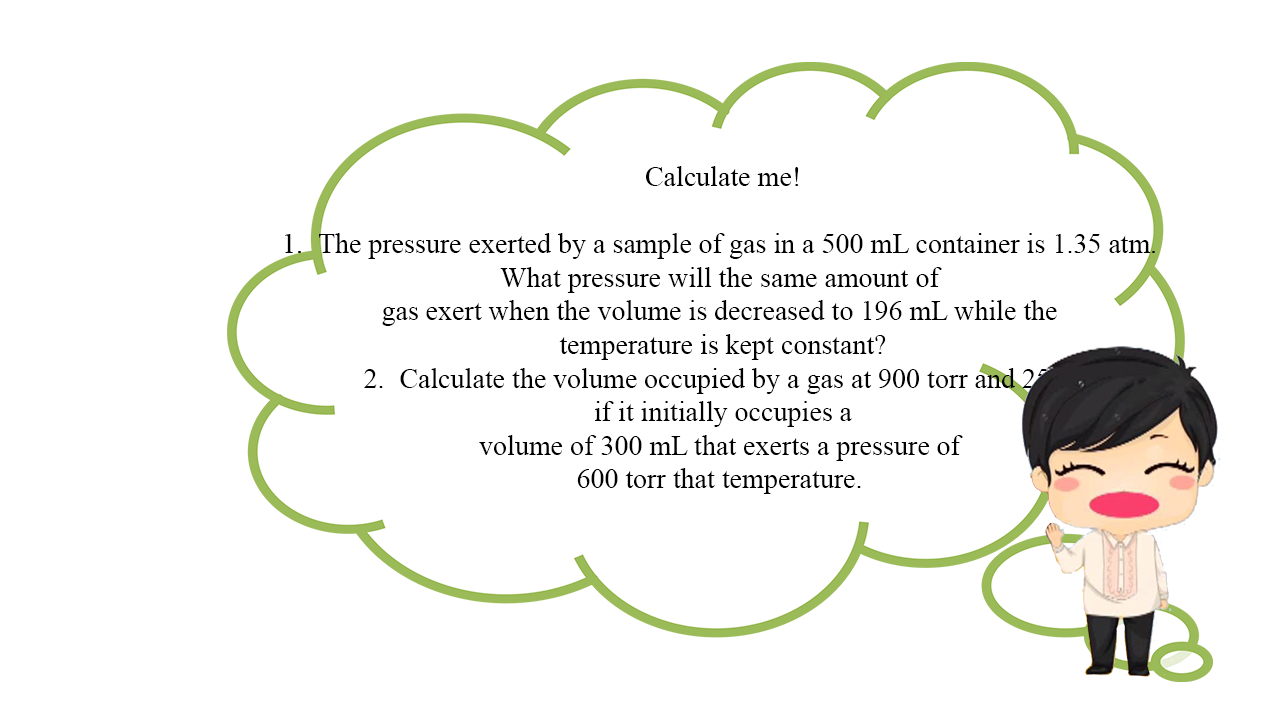 Calculate me!
1. The pressure exerted by a sample of gas in a 500 mL container is 1.35 atm.
What pressure will the same amount of
gas exert when the volume is decreased to 196 mL while the
temperature is kept constant?
2. Calculate the volume occupied by a gas at 900 torr and
if it initially occupies a
volume of 300 mL that exerts a pressure of
600 torr that temperature.